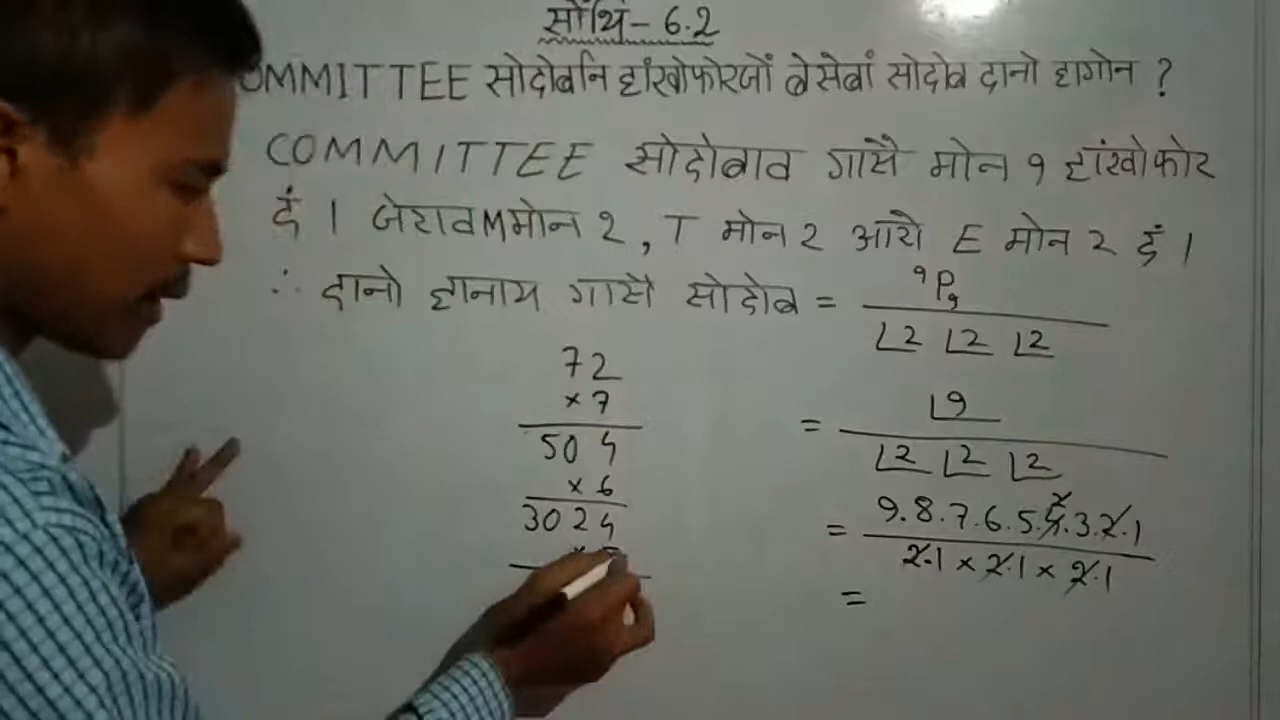 सोंथि- 6.2
OMMITTEE सोदोबनि हांखोफोरजों बेसेबां सोदोब दानो हागोन ?
COMMITTEE सोदोबाव गासै मोन 9 हांखोफोर
दं । जेराव M मोन 2, T मोन 2 आरो E मोन 2 दं ।
∴ दानो हानाय गासै सोदोब = ⁹P₉
|2 |2 |2
72
× 7
504
× 6
3024
×
= |9
|2 |2 |2
= 9.8.7.6.5.4.3.2.1
2.1 × 2.1 × 2.1
=